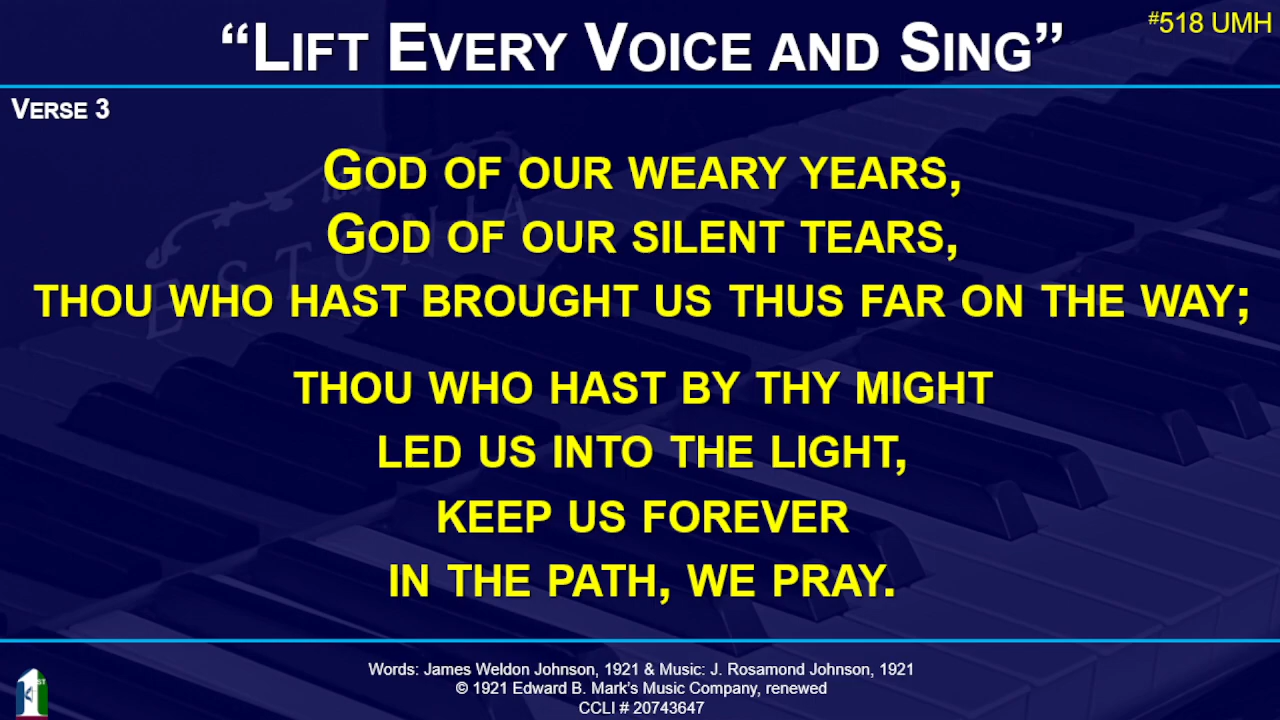 “Lift Every Voice and Sing”
#518 UMH
Verse 3
God of our weary years,
God of our silent tears,
thou who hast brought us thus far on the way;
thou who hast by thy might
led us into the light,
keep us forever
in the path, we pray.
Words: James Weldon Johnson, 1921 & Music: J. Rosamond Johnson, 1921
© 1921 Edward B. Mark’s Music Company, renewed
CCLI # 20743647
ESTONIA
ST